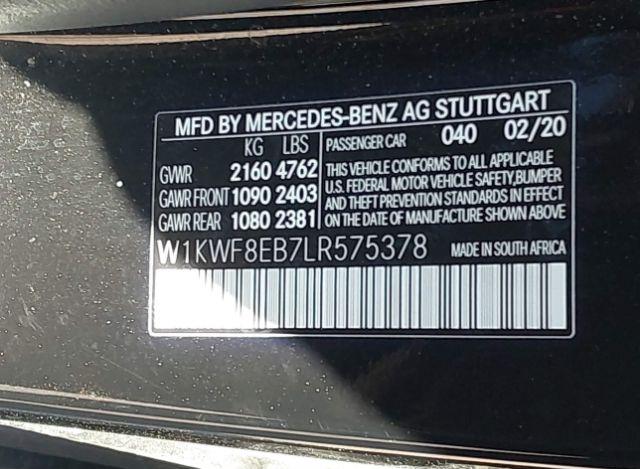 MFD BY MERCEDES-BENZ AG STUTTGART
KG LBS
GVWR 2160 4762
GAWR FRONT 1090 2403
GAWR REAR 1080 2381
PASSENGER CAR 040 02/20
THIS VEHICLE CONFORMS TO ALL APPLICABLE
U.S. FEDERAL MOTOR VEHICLE SAFETY, BUMPER
AND THEFT PREVENTION STANDARDS IN EFFECT
ON THE DATE OF MANUFACTURE SHOWN ABOVE
W1KWF8EB7LR575378 MADE IN SOUTH AFRICA